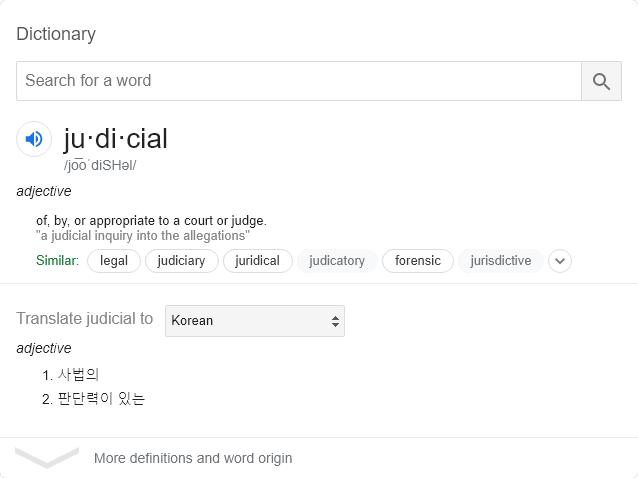 Dictionary
Search for a word
ju·di·cial
/jo͞oˈdiSHəl/
adjective
of, by, or appropriate to a court or judge.
"a judicial inquiry into the allegations"
Similar: legal judiciary juridical judicatory forensic jurisdictive
Translate judicial to Korean
adjective
1. 사법의
2. 판단력이 있는
More definitions and word origin